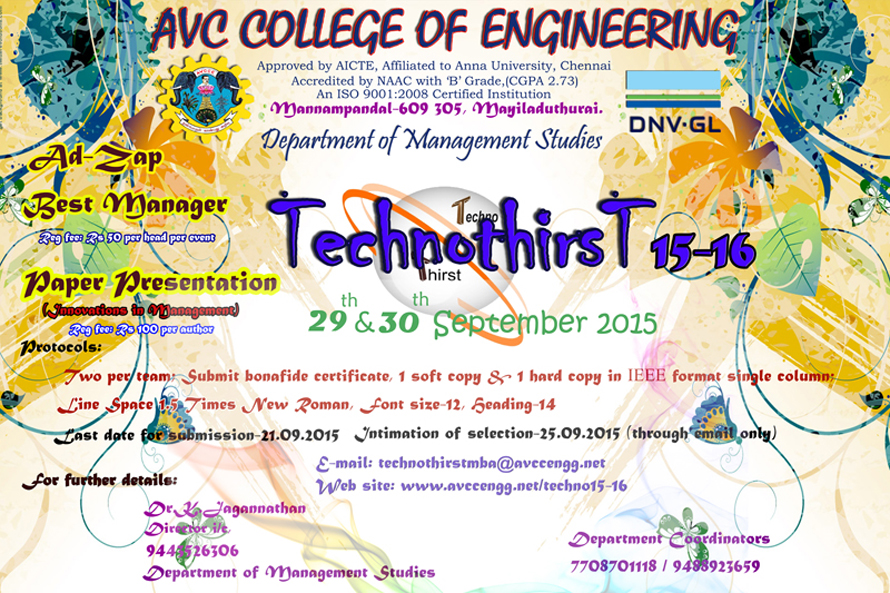 AVC COLLEGE OF ENGINEERING
Approved by AICTE, Affiliated to Anna University, Chennai
Accredited by NAAC with 'B' Grade,(CGPA 2.73)
An ISO 9001:2008 Certified Institution
Mannampandal-609 305, Mayiladuthurai.
DNV·GL
Department of Management Studies
Ad-Zap
Best Manager
Reg fee: Rs 50 per head per event
Techno
Thirst
TechnothirsT 15-16
Paper Presentation
(Innovations in Management)
Reg fee: Rs 100 per author
29th & 30th September 2015
Protocols:
Two per team; Submit bonafide certificate, 1 soft copy & 1 hard copy in IEEE format single column;
Line Space 1.5 Times New Roman, Font size-12, Heading-14
Last date for submission-21.09.2015 Intimation of selection-25.09.2015 (through email only)
E-mail: technothirstmba@avccengg.net
Web site: www.avccengg.net/techno15-16
For further details:
Dr.K.Jagannathan
Director i/c
9441526306
Department of Management Studies
Department Coordinators
7708701118 / 9488923659